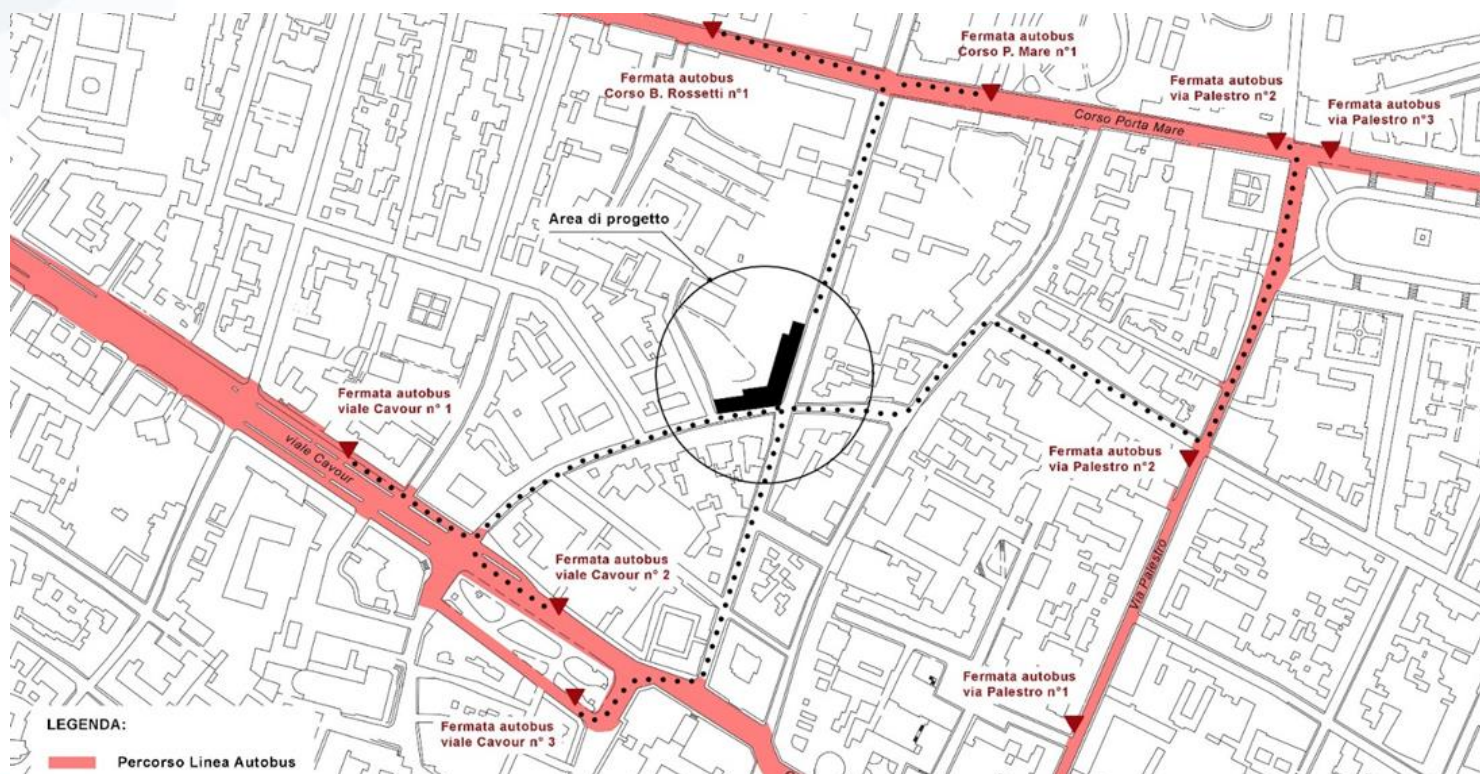 Fermata autobus
Corso P. Mare n°1
Fermata autobus
Corso B. Rossetti n°1
Fermata autobus
via Palestro n°2
Fermata autobus
via Palestro n°3
Corso Porta Mare
Area di progetto
Fermata autobus
viale Cavour n° 1
viale Cavour
Fermata autobus
via Palestro n°2
Fermata autobus
viale Cavour n° 2
Via Palestro
Fermata autobus
via Palestro n°1
Fermata autobus
viale Cavour n° 3
LEGENDA:
Percorso Linea Autobus